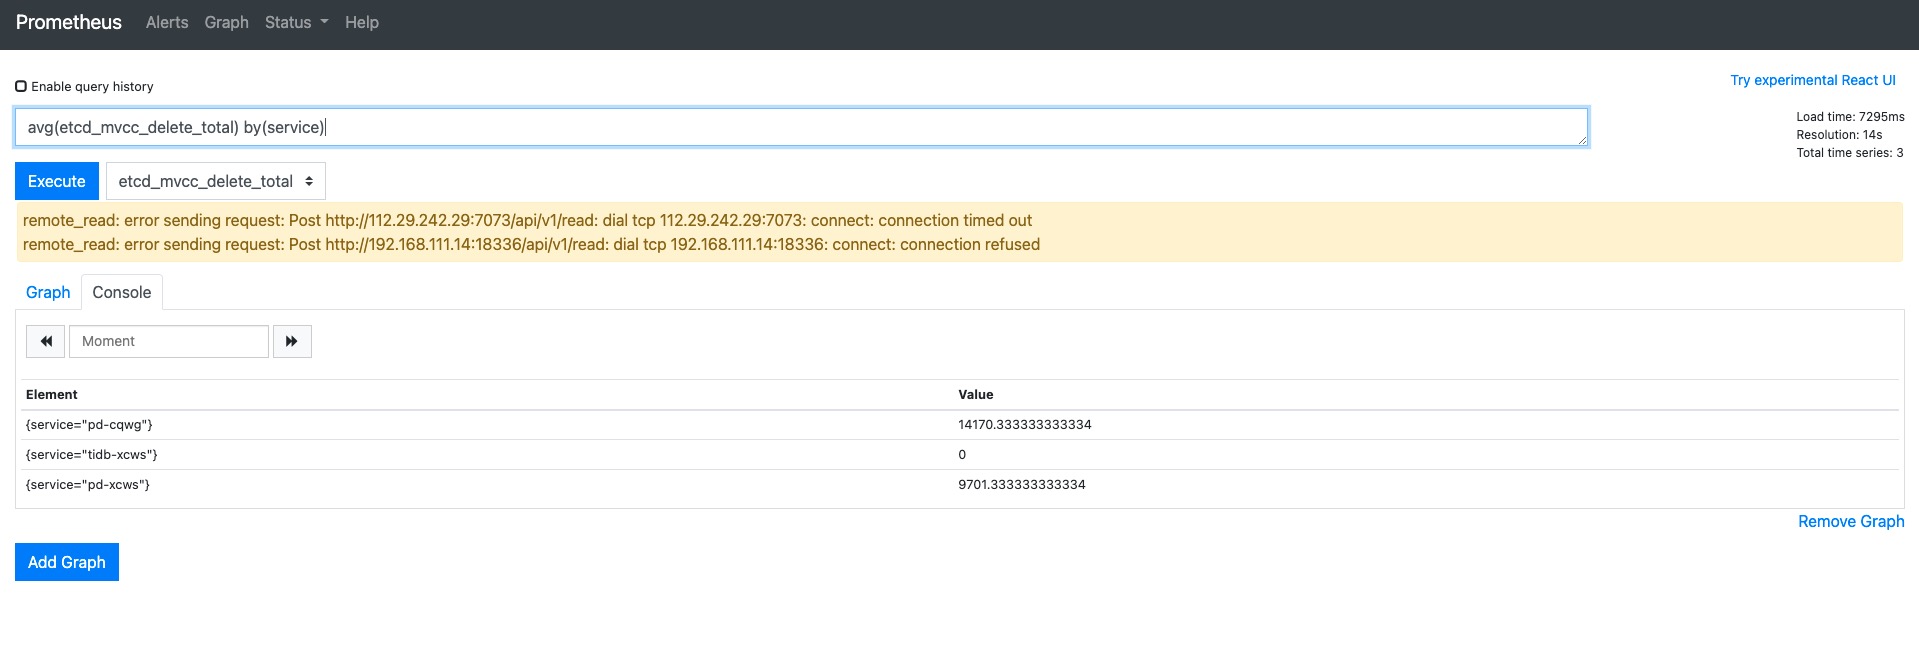 Prometheus Alerts Graph Status Help
Enable query history
Try experimental React UI
avg(etcd_mvcc_delete_total) by(service)
Load time: 7295ms
Resolution: 14s
Total time series: 3
Execute etcd_mvcc_delete_total
remote_read: error sending request: Post http://112.29.242.29:7073/api/v1/read: dial tcp 112.29.242.29:7073: connect: connection timed out
remote_read: error sending request: Post http://192.168.111.14:18336/api/v1/read: dial tcp 192.168.111.14:18336: connect: connection refused
Graph Console
Moment
Element Value
{service="pd-cqwg"} 14170.333333333334
{service="tidb-xcws"} 0
{service="pd-xcws"} 9701.333333333334
Remove Graph
Add Graph